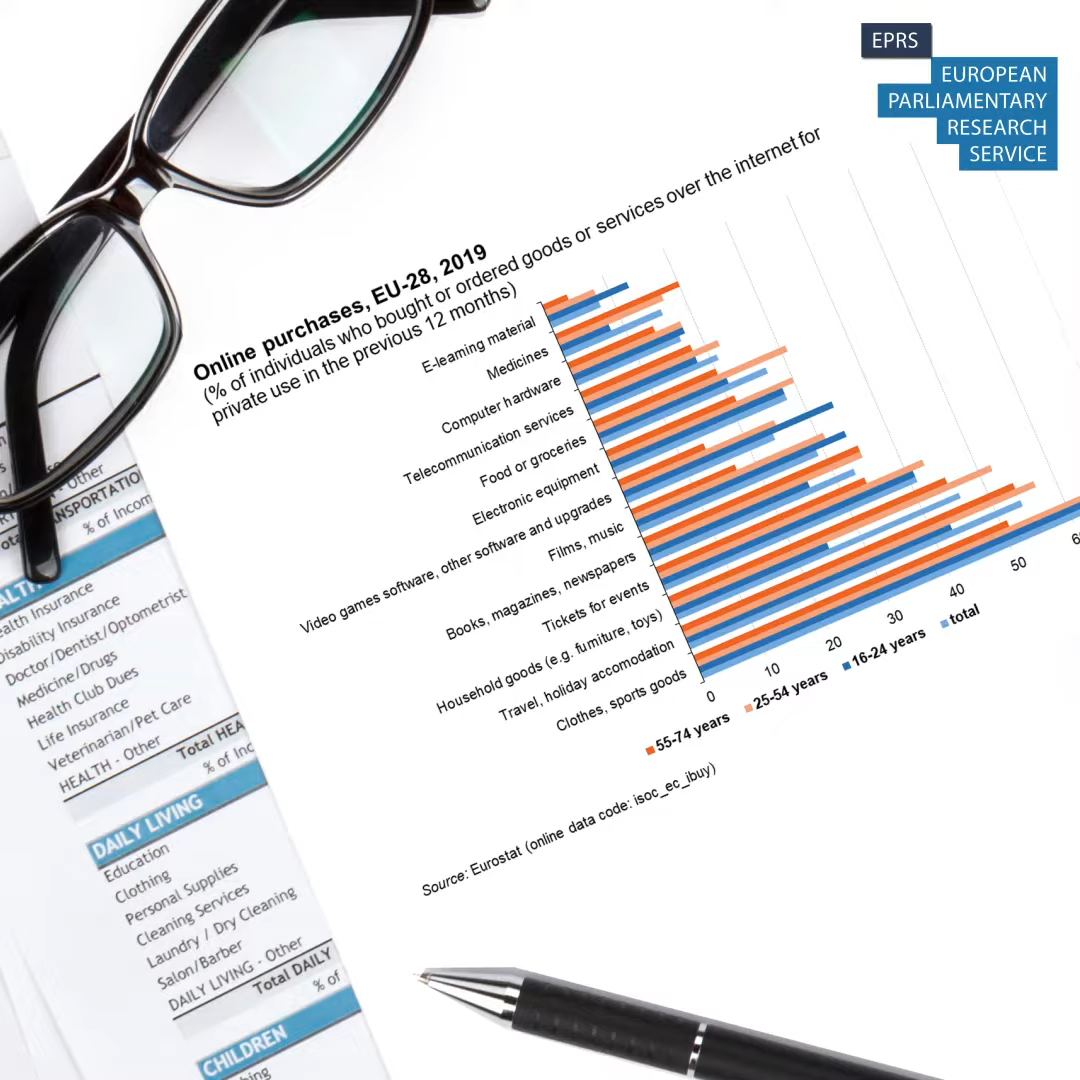 EPRS
EUROPEAN
PARLIAMENTARY
RESEARCH
SERVICE
Online purchases, EU-28, 2019
(% of individuals who bought or ordered goods or services over the internet for
private use in the previous 12 months)
E-learning material
Medicines
Computer hardware
Telecommunication services
Food or groceries
Electronic equipment
Video games software, other software and upgrades
Films, music
Books, magazines, newspapers
Tickets for events
Household goods (e.g. furniture, toys)
Travel, holiday accomodation
Clothes, sports goods
0 10 20 30 40 50
55-74 years 25-54 years 16-24 years total
Source: Eurostat (online data code: isoc_ec_ibuy)
Other
% of Incom
Disability Insurance
Doctor/Dentist/Optometrist
Medicine/Drugs
Health Club Dues
Life Insurance
Veterinarian/Pet Care
HEALTH - Other
Total HEA
% of Inc
DAILY LIVING
Education
Clothing
Personal Supplies
Cleaning Services
Laundry / Dry Cleaning
Salon/Barber
DAILY LIVING - Other
Total DAILY
% of
CHILDREN